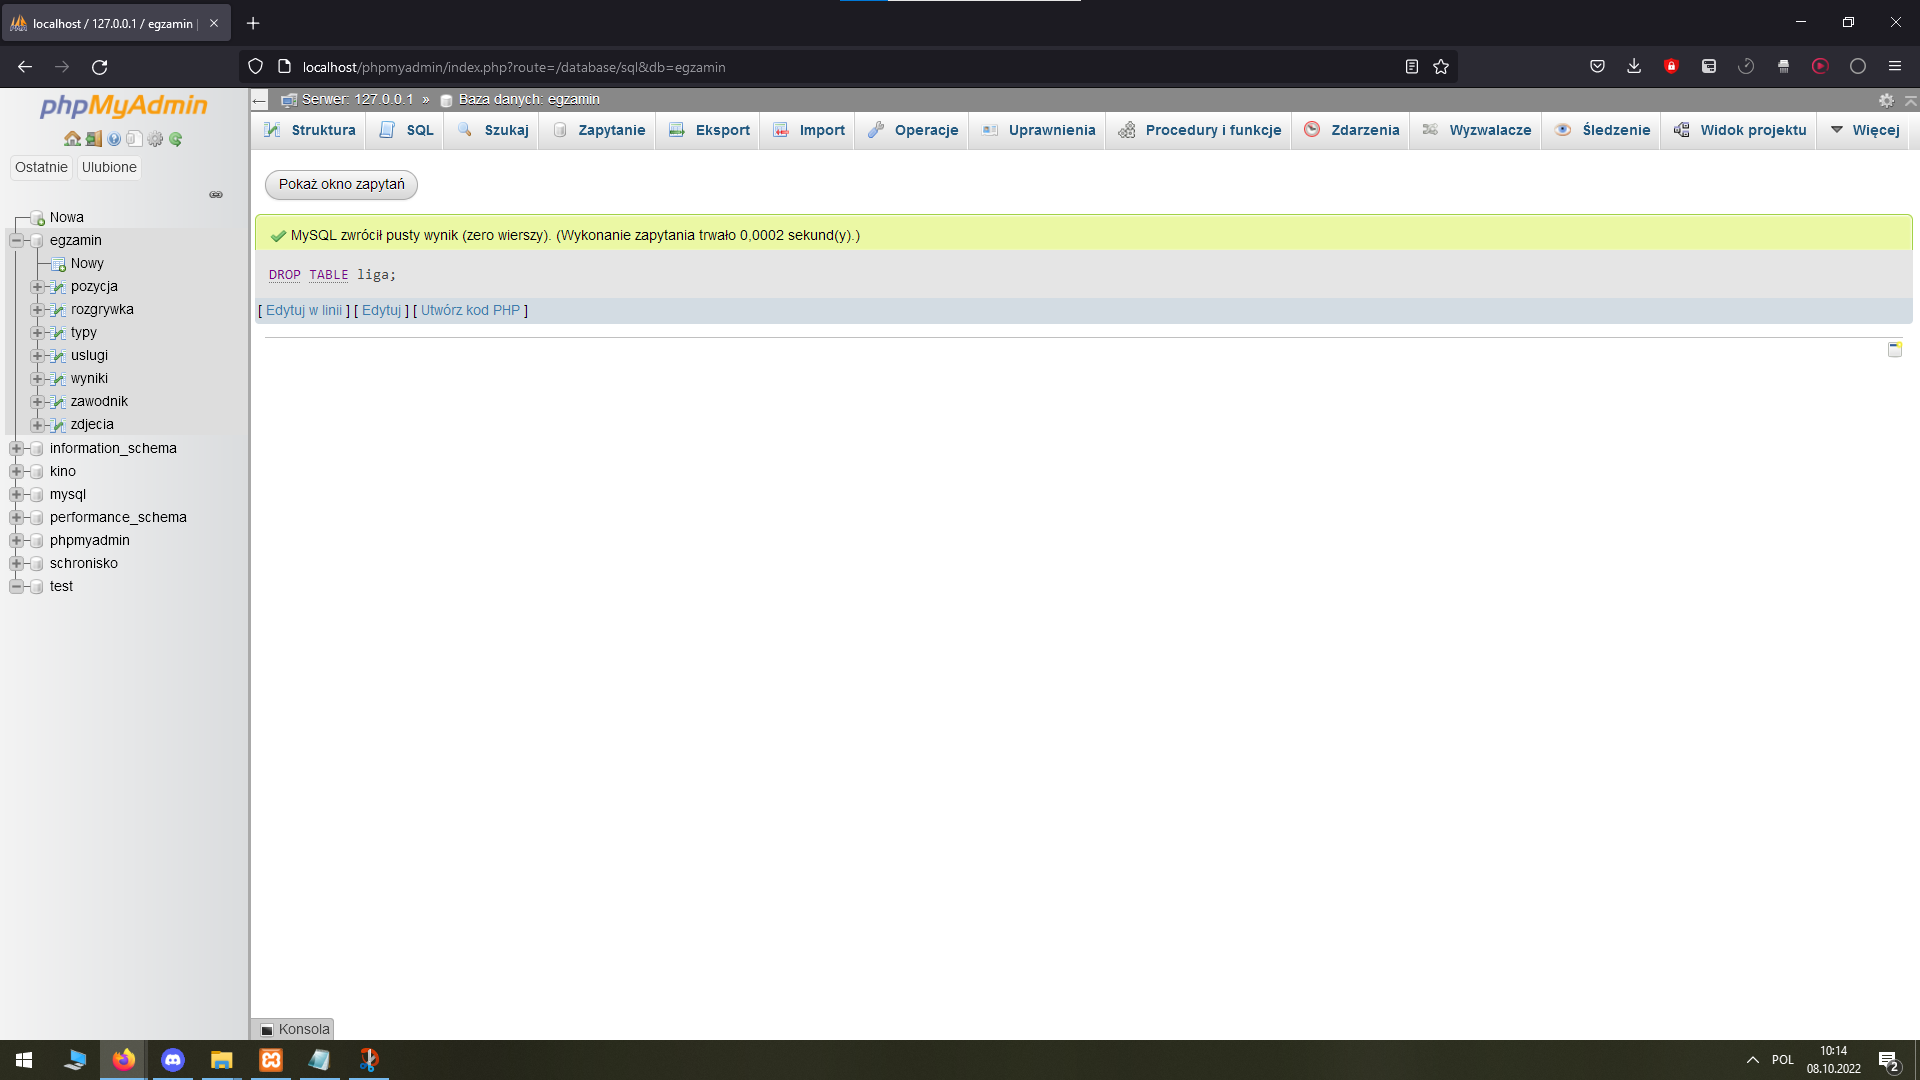 localhost / 127.0.0.1 / egzamin |
localhost/phpmyadmin/index.php?route=/database/sql&db=egzamin
phpMyAdmin
Ostatnie
Ulubione
Nowa
egzamin
Nowy
pozycja
rozgrywka
typy
uslugi
wyniki
zawodnik
zdjecia
information_schema
kino
mysql
performance_schema
phpmyadmin
schronisko
test
Serwer: 127.0.0.1 » Baza danych: egzamin
Struktura SQL Szukaj Zapytanie Eksport Import Operacje Uprawnienia Procedury i funkcje Zdarzenia Wyzwalacze Śledzenie Widok projektu Więcej
Pokaż okno zapytań
MySQL zwrócił pusty wynik (zero wierszy). (Wykonanie zapytania trwało 0,0002 sekund(y).)
DROP TABLE liga;
[ Edytuj w linii ] [ Edytuj ] [ Utwórz kod PHP ]
Konsola
POL
10:14
08.10.2022
2